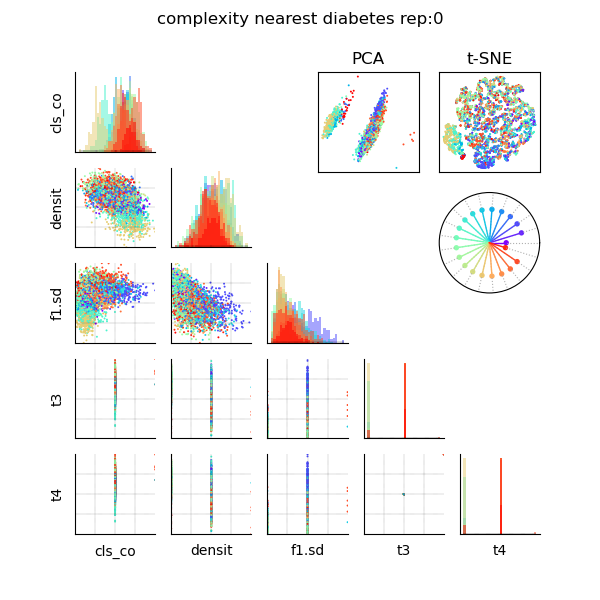 complexity nearest diabetes rep:0
PCA
t-SNE
cls_co
densit
f1.sd
t3
t4
cls_co
densit
f1.sd
t3
t4